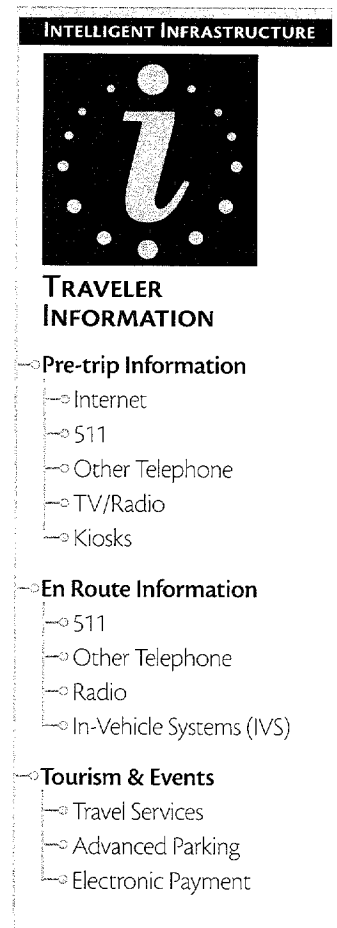 INTELLIGENT INFRASTRUCTURE
i
TRAVELER
INFORMATION
Pre-trip Information
Internet
511
Other Telephone
TV/Radio
Kiosks
En Route Information
511
Other Telephone
Radio
In-Vehicle Systems (IVS)
Tourism & Events
Travel Services
Advanced Parking
Electronic Payment